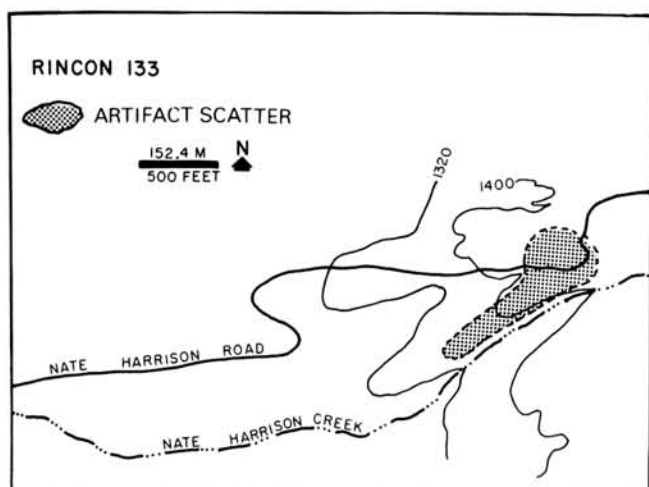 RINCON 133
ARTIFACT SCATTER
152.4 M
N
500 FEET
1320
1400
NATE HARRISON ROAD
NATE HARRISON CREEK